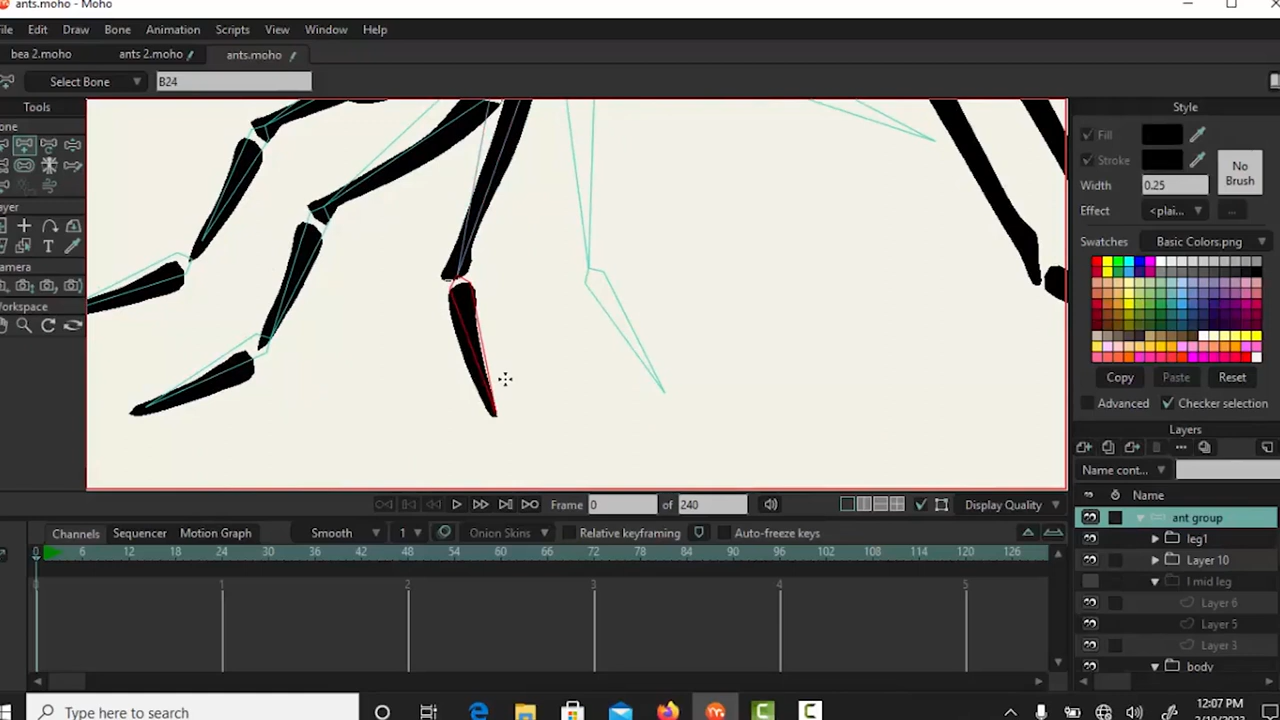 ants.moho - Moho
File Edit Draw Bone Animation Scripts View Window Help
bea 2.moho ants 2.moho ants.moho
Select Bone B24
Tools
Bone
Layer
Camera
Workspace
Style
Fill
Stroke
No Brush
Width 0.25
Effect <plai... ...
Swatches Basic Colors.png
Copy Paste Reset
Advanced Checker selection
Layers
Name cont...
Name
ant group
leg1
Layer 10
l mid leg
Layer 6
Layer 5
Layer 3
body
Frame 0 of 240 Display Quality
Channels Sequencer Motion Graph Smooth 1 Onion Skins Relative keyframing Auto-freeze keys
0 6 12 18 24 30 36 42 48 54 60 66 72 78 84 90 96 102 108 114 120 126
0 1 2 3 4 5
Type here to search
12:07 PM